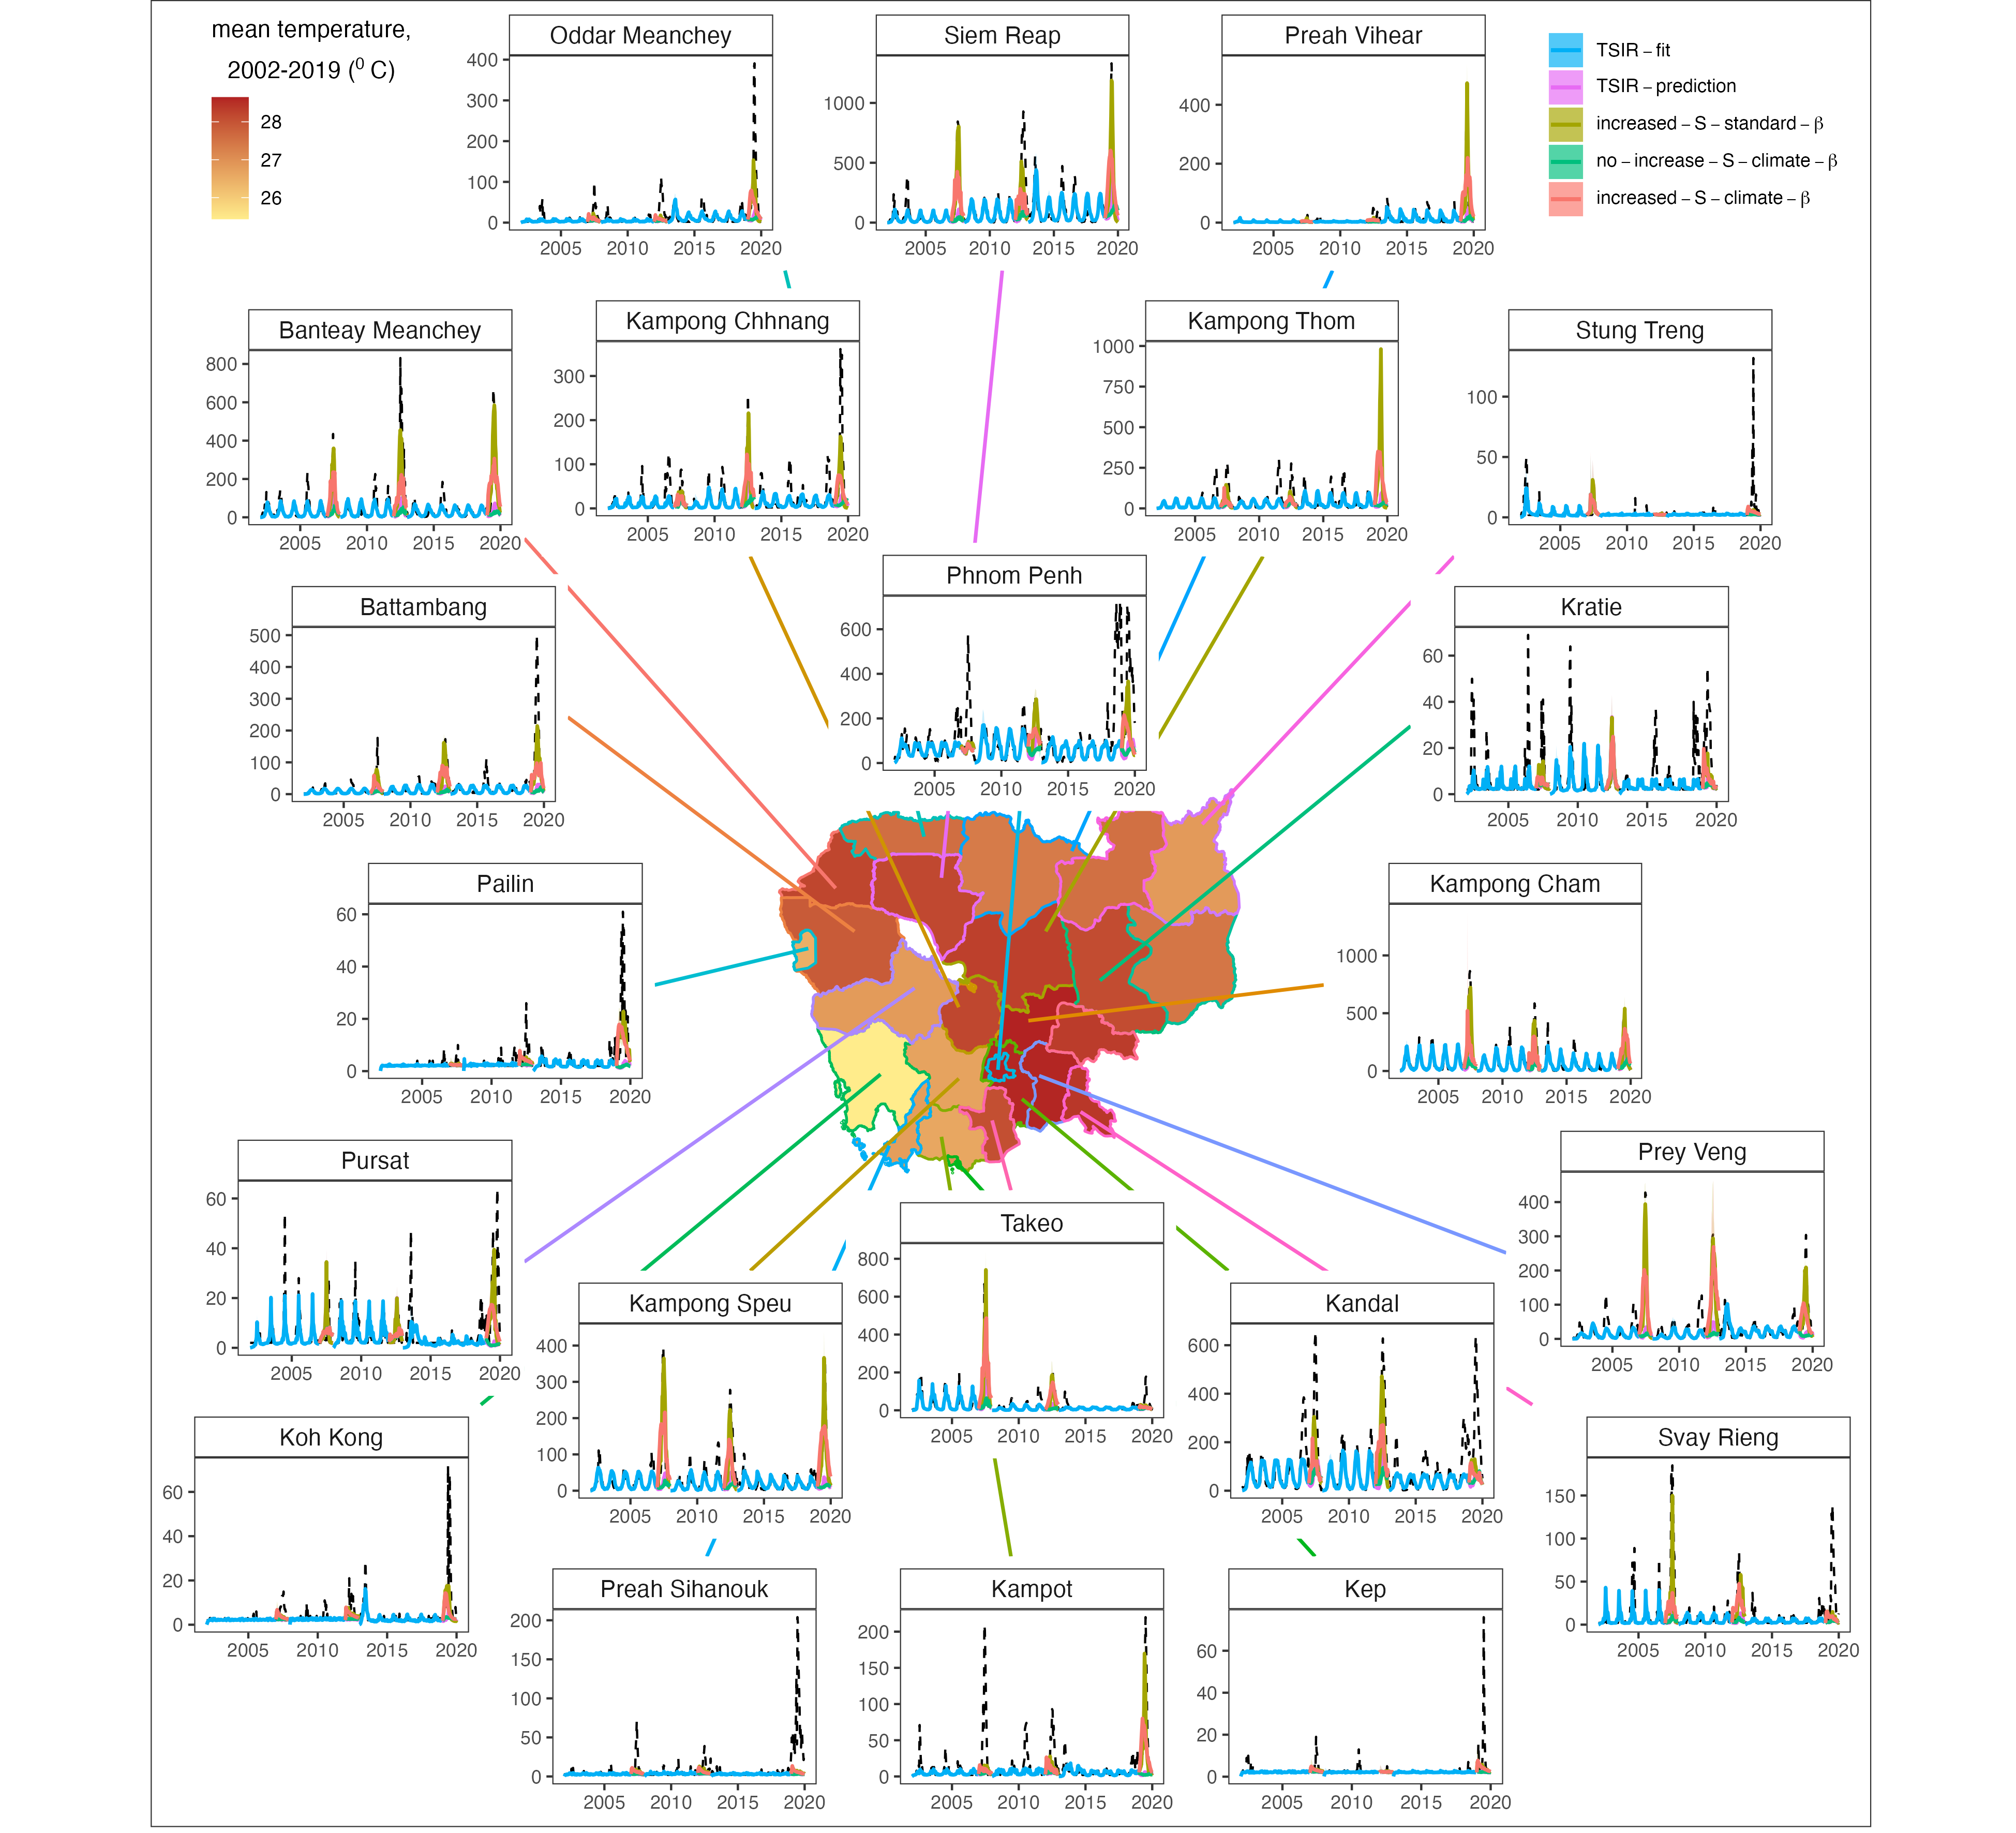 mean temperature,
2002-2019 (⁰ C)
28
27
26
TSIR – fit
TSIR – prediction
increased – S – standard – β
no – increase – S – climate – β
increased – S – climate – β
Oddar Meanchey
400
300
200
100
0
2005 2010 2015 2020
Siem Reap
1000
500
0
2005 2010 2015 2020
Preah Vihear
400
200
0
2005 2010 2015 2020
Banteay Meanchey
800
600
400
200
0
2005 2010 2015 2020
Kampong Chhnang
300
200
100
0
2005 2010 2015 2020
Kampong Thom
1000
750
500
250
0
2005 2010 2015 2020
Stung Treng
100
50
0
2005 2010 2015 2020
Phnom Penh
600
400
200
0
2005 2010 2015 2020
Battambang
500
400
300
200
100
0
2005 2010 2015 2020
Kratie
60
40
20
0
2005 2010 2015 2020
Pailin
60
40
20
0
2005 2010 2015 2020
Kampong Cham
1000
500
0
2005 2010 2015 2020
Pursat
60
40
20
0
2005 2010 2015 2020
Prey Veng
400
300
200
100
0
2005 2010 2015 2020
Takeo
800
600
400
200
0
2005 2010 2015 2020
Kampong Speu
400
300
200
100
0
2005 2010 2015 2020
Kandal
600
400
200
0
2005 2010 2015 2020
Koh Kong
60
40
20
0
2005 2010 2015 2020
Svay Rieng
150
100
50
0
2005 2010 2015 2020
Preah Sihanouk
200
150
100
50
0
2005 2010 2015 2020
Kampot
200
150
100
50
0
2005 2010 2015 2020
Kep
60
40
20
0
2005 2010 2015 2020